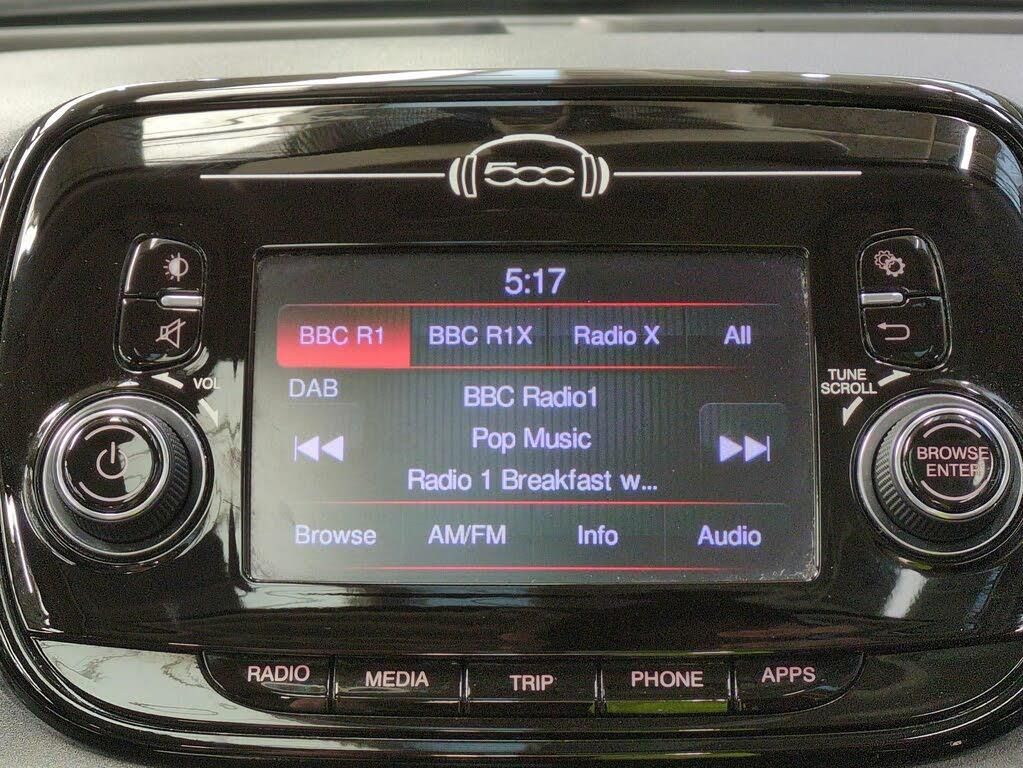 500
5:17
BBC R1 BBC R1X Radio X All
VOL
TUNE
SCROLL
DAB
BBC Radio1
Pop Music
Radio 1 Breakfast w...
BROWSE
ENTER
Browse AM/FM Info Audio
RADIO MEDIA TRIP PHONE APPS